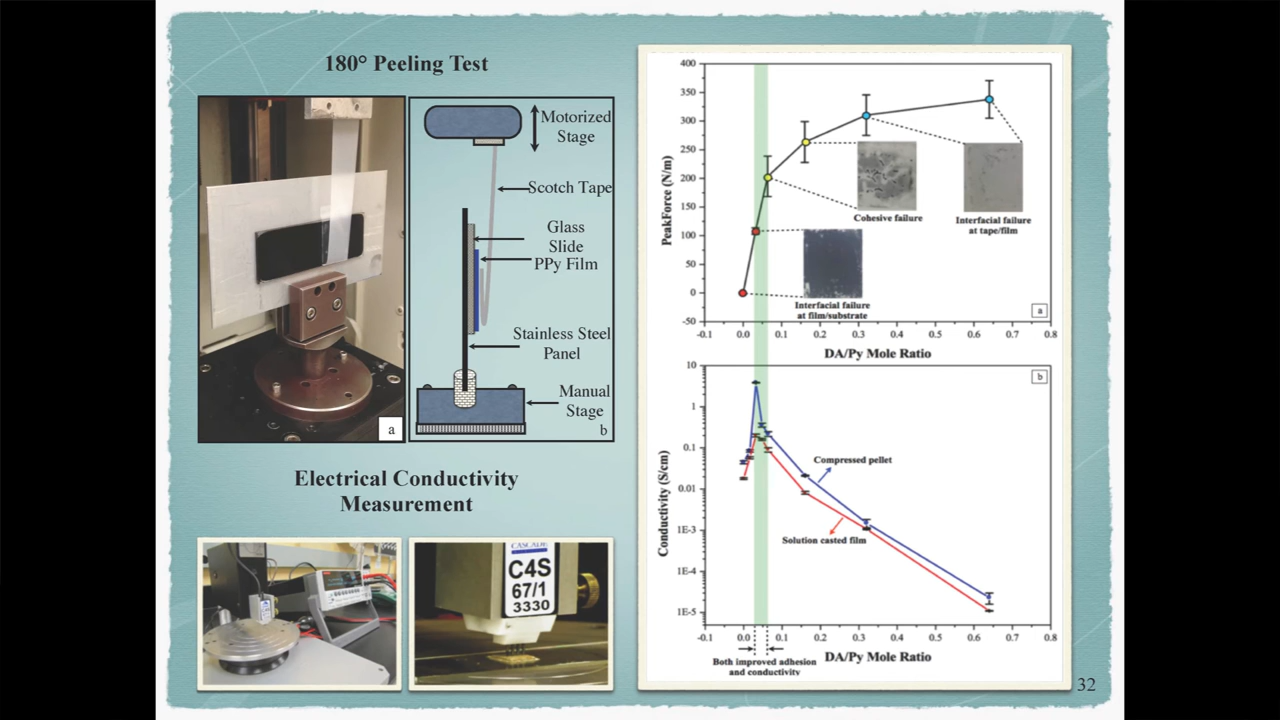 180° Peeling Test
Motorized
Stage
Scotch Tape
Glass
Slide
PPy Film
Stainless Steel
Panel
Manual
Stage
a
b
Electrical Conductivity
Measurement
CASCADE
C4S
67/1
3330
400
350
300
250
200
150
100
50
0
-50
PeakForce (N/m)
Cohesive failure
Interfacial failure
at tape/film
Interfacial failure
at film/substrate
a
-0.1 0.0 0.1 0.2 0.3 0.4 0.5 0.6 0.7 0.8
DA/Py Mole Ratio
b
10
1
0.1
0.01
1E-3
1E-4
1E-5
Conductivity (S/cm)
Compressed pellet
Solution casted film
-0.1 0.0 0.1 0.2 0.3 0.4 0.5 0.6 0.7 0.8
DA/Py Mole Ratio
Both improved adhesion
and conductivity
32